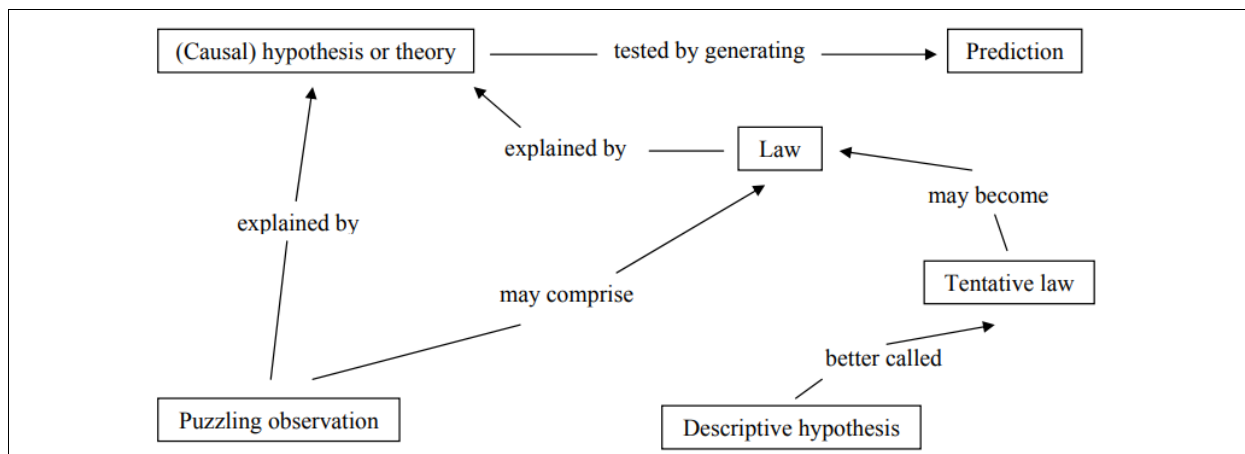 (Causal) hypothesis or theory
tested by generating
Prediction
explained by
Law
may become
explained by
Tentative law
may comprise
better called
Puzzling observation
Descriptive hypothesis